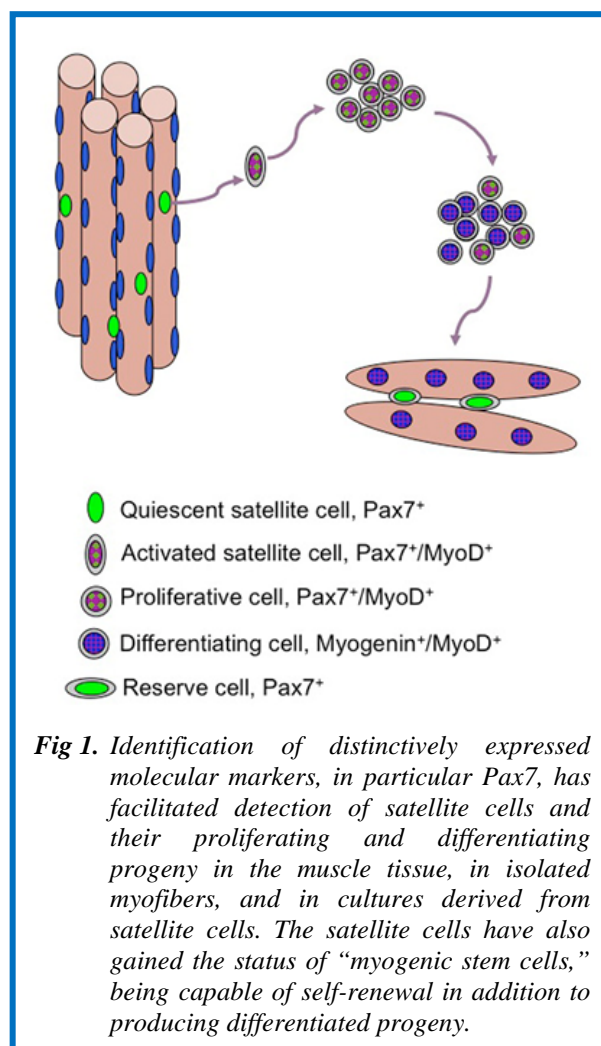 Quiescent satellite cell, Pax7⁺
Activated satellite cell, Pax7⁺/MyoD⁺
Proliferative cell, Pax7⁺/MyoD⁺
Differentiating cell, Myogenin⁺/MyoD⁺
Reserve cell, Pax7⁺
Fig 1. Identification of distinctively expressed
molecular markers, in particular Pax7, has
facilitated detection of satellite cells and
their proliferating and differentiating
progeny in the muscle tissue, in isolated
myofibers, and in cultures derived from
satellite cells. The satellite cells have also
gained the status of “myogenic stem cells,”
being capable of self-renewal in addition to
producing differentiated progeny.